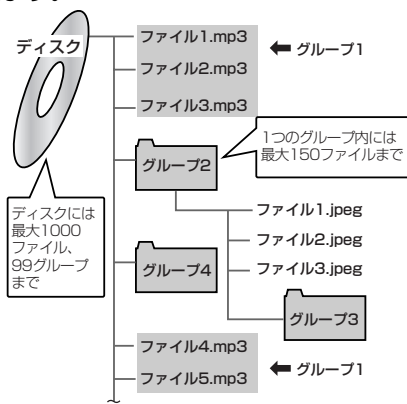 ディスク
ファイル1.mp3
グループ1
ファイル2.mp3
ファイル3.mp3
1つのグループ内には
最大150ファイルまで
グループ2
ディスクには
最大1000
ファイル、
99グループ
まで
ファイル1.jpeg
ファイル2.jpeg
ファイル3.jpeg
グループ4
グループ3
ファイル4.mp3
グループ1
ファイル5.mp3